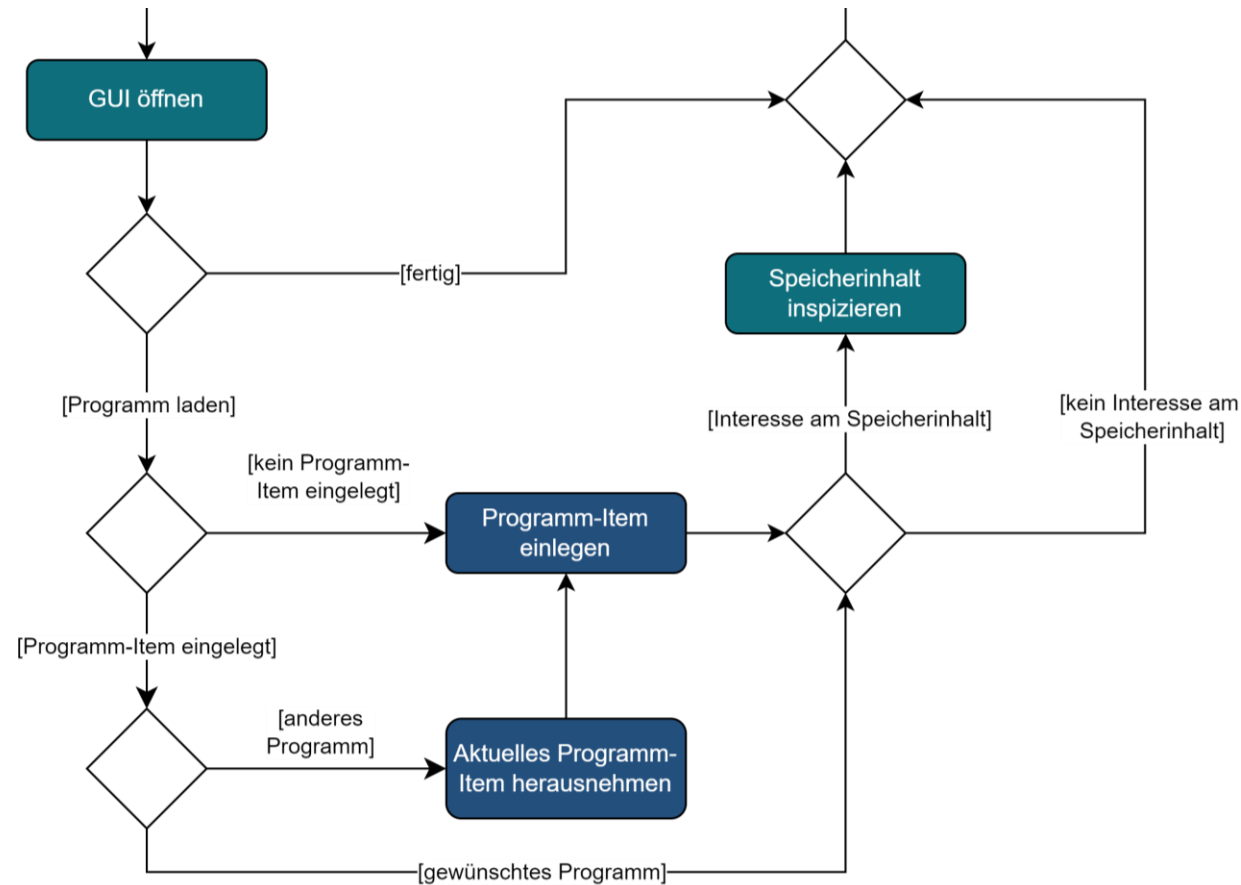 GUI öffnen
[fertig]
Speicherinhalt
inspizieren
[Programm laden]
[Interesse am Speicherinhalt]
[kein Interesse am
Speicherinhalt]
[kein Programm-
Item eingelegt]
Programm-Item
einlegen
[Programm-Item eingelegt]
[anderes
Programm]
Aktuelles Programm-
Item herausnehmen
[gewünschtes Programm]